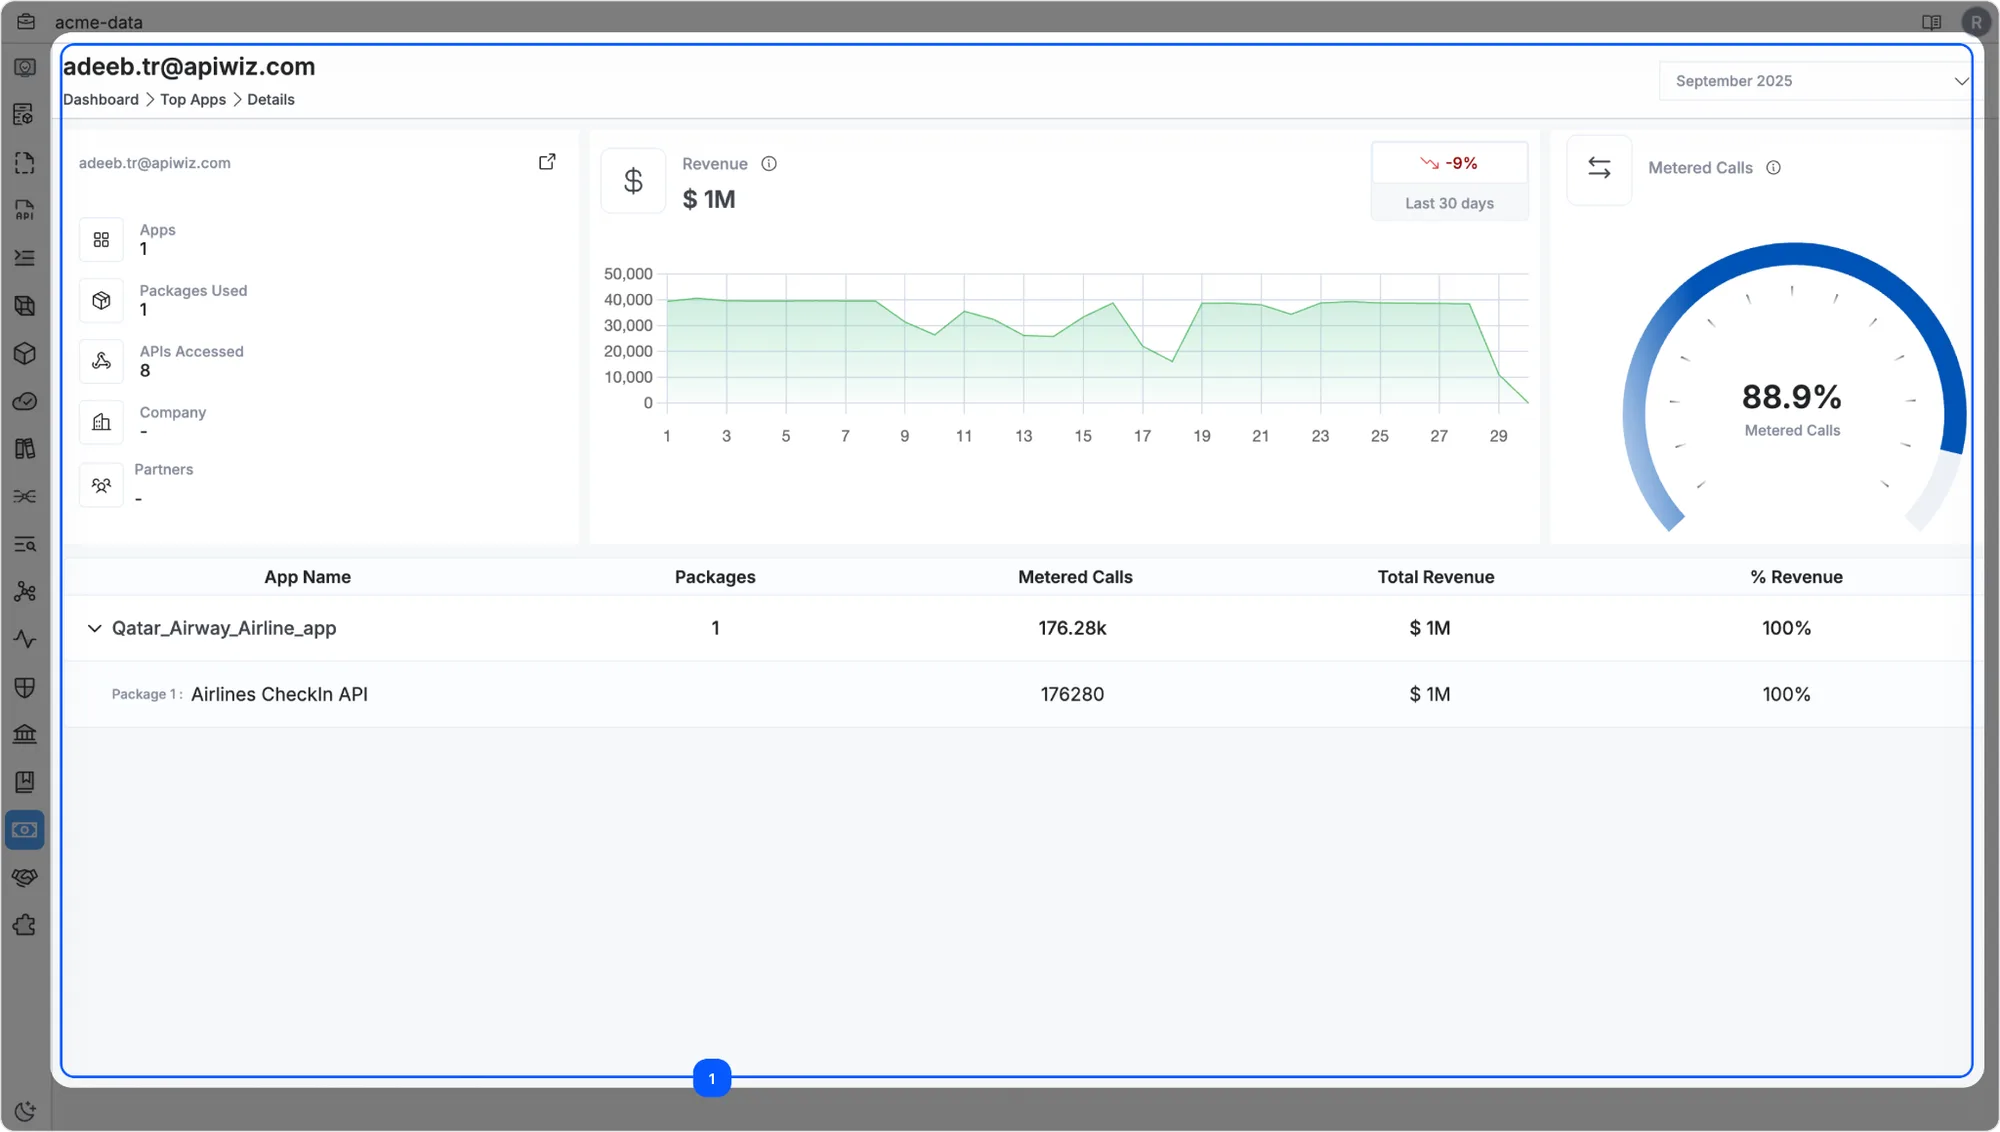 acme-data
R
adeeb.tr@apiwiz.com
Dashboard > Top Apps > Details
September 2025
adeeb.tr@apiwiz.com
Apps
1
Packages Used
1
APIs Accessed
8
Company
-
Partners
-
Revenue
$ 1M
-9%
Last 30 days
50,000
40,000
30,000
20,000
10,000
0
1 3 5 7 9 11 13 15 17 19 21 23 25 27 29
Metered Calls
88.9%
Metered Calls
App Name Packages Metered Calls Total Revenue % Revenue
Qatar_Airway_Airline_app 1 176.28k $ 1M 100%
Package 1 : Airlines CheckIn API 176280 $ 1M 100%
1
API